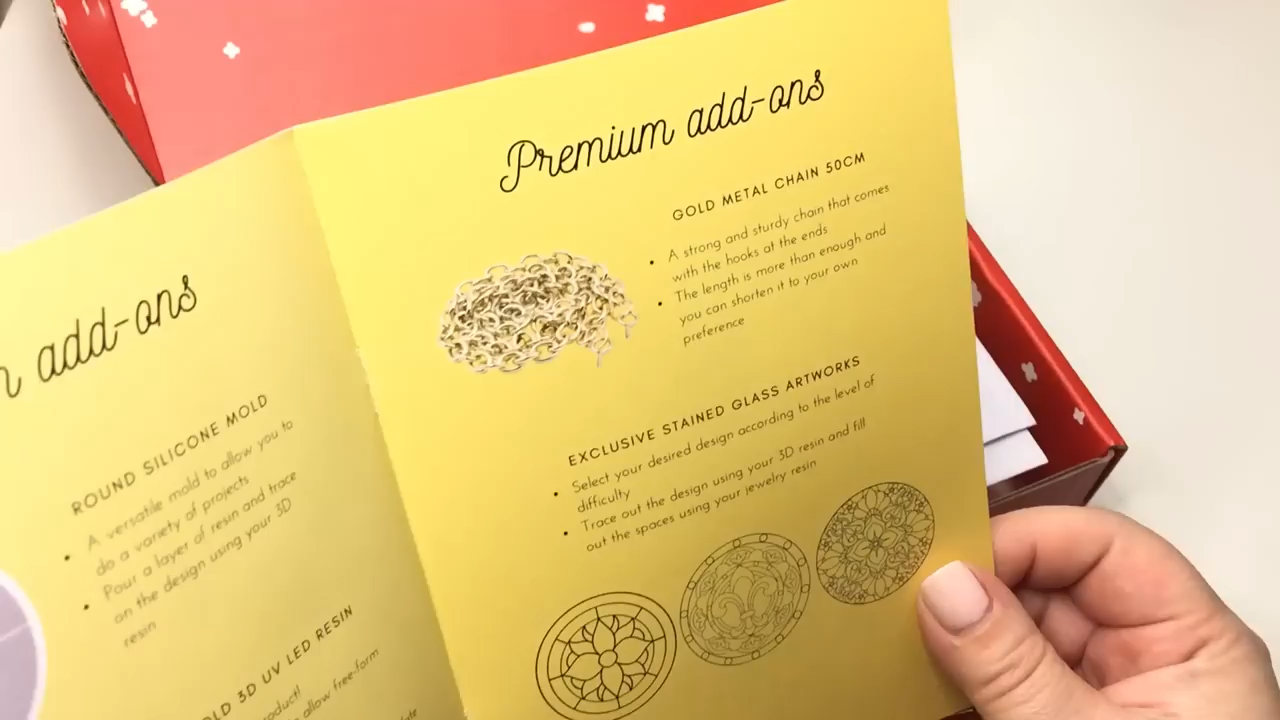 add-ons
ROUND SILICONE MOLD
A versatile mold to allow you to
do a variety of projects
Pour a layer of resin and trace
on the design using your 3D
resin
3D UV LED RESIN
allow free-form
Premium add-ons
GOLD METAL CHAIN 50CM
A strong and sturdy chain that comes
with the hooks at the ends
The length is more than enough and
you can shorten it to your own
preference
EXCLUSIVE STAINED GLASS ARTWORKS
Select your desired design according to the level of
difficulty
Trace out the design using your 3D resin and fill
out the spaces using your jewelry resin